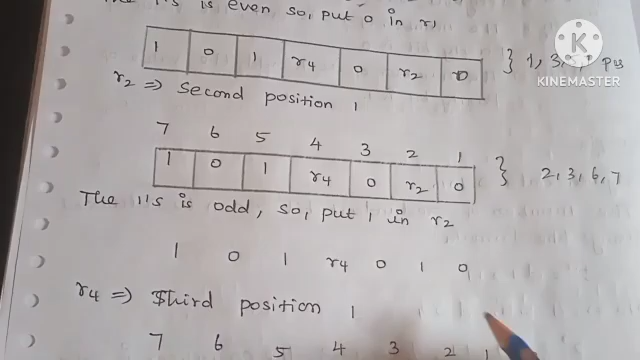 The 1's is even so, put 0 in r1
1 0 1 r4 0 r2 0 } 1, 3, 5,
KINEMASTER
r2 => Second position 1
7 6 5 4 3 2 1
1 0 1 r4 0 r2 0 } 2, 3, 6, 7
The 1's is odd, so, put 1 in r2
1 0 1 r4 0 1 0
r4 => Third position 1
7 6 5 4 3 2 1